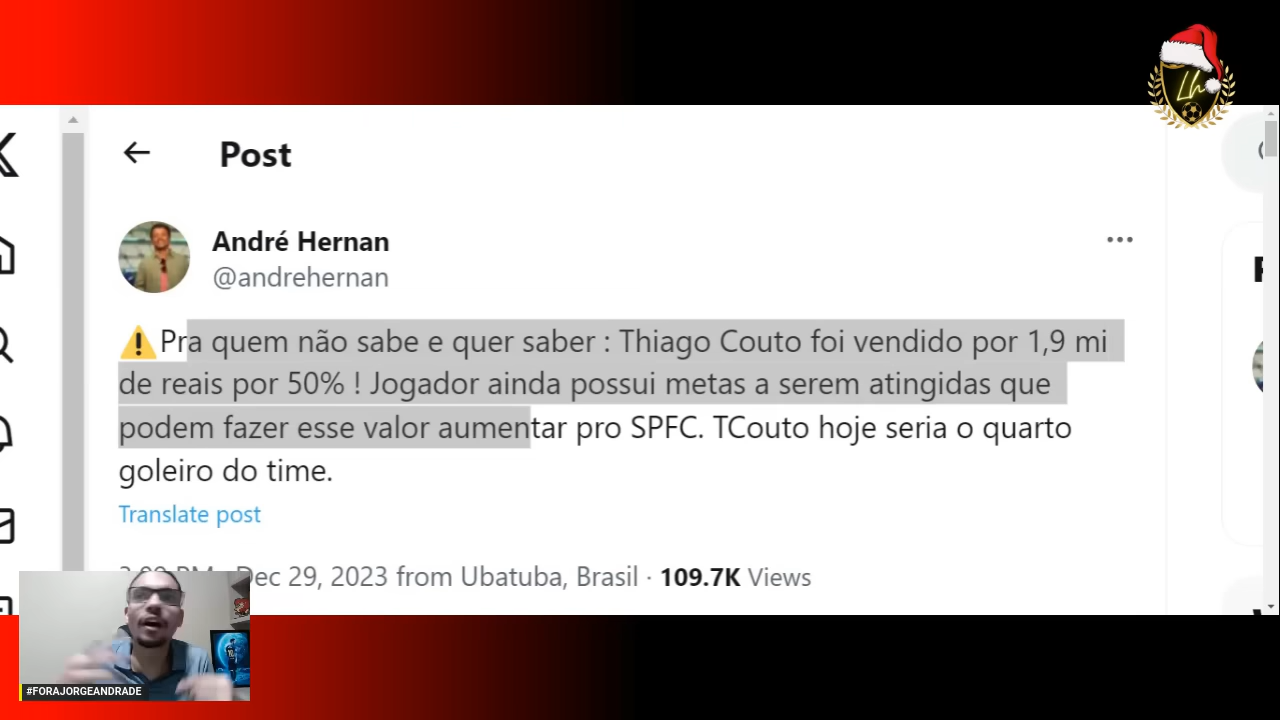 Lh
Post
André Hernan
@andrehernan
⚠️Pra quem não sabe e quer saber : Thiago Couto foi vendido por 1,9 mi
de reais por 50% ! Jogador ainda possui metas a serem atingidas que
podem fazer esse valor aumentar pro SPFC. TCouto hoje seria o quarto
goleiro do time.
Translate post
Dec 29, 2023 from Ubatuba, Brasil · 109.7K Views
#FORAJORGEANDRADE